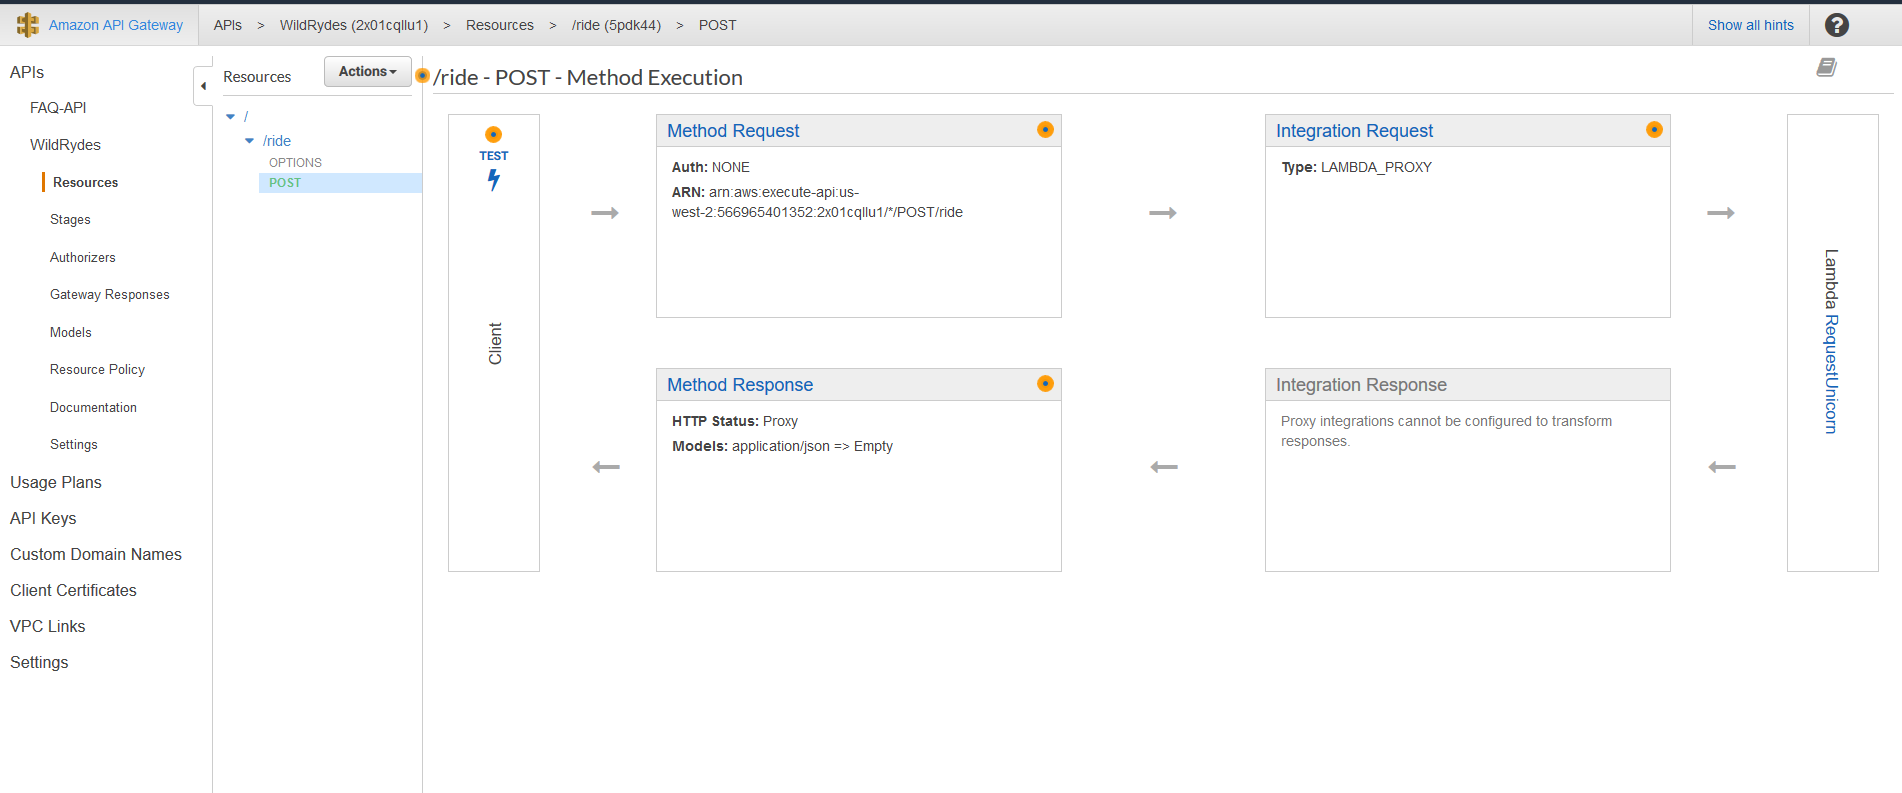 Amazon API Gateway
APIs > WildRydes (2x01cqllu1) > Resources > /ride (5pdk44) > POST
Show all hints
?
APIs
FAQ-API
WildRydes
Resources
Stages
Authorizers
Gateway Responses
Models
Resource Policy
Documentation
Settings
Usage Plans
API Keys
Custom Domain Names
Client Certificates
VPC Links
Settings
Resources
Actions
/
/ride
OPTIONS
POST
/ride - POST - Method Execution
TEST
Client
Method Request
Auth: NONE
ARN: arn:aws:execute-api:us-
west-2:566965401352:2x01cqllu1/*/POST/ride
Integration Request
Type: LAMBDA_PROXY
Lambda RequestUnicorn
Method Response
HTTP Status: Proxy
Models: application/json => Empty
Integration Response
Proxy integrations cannot be configured to transform
responses.